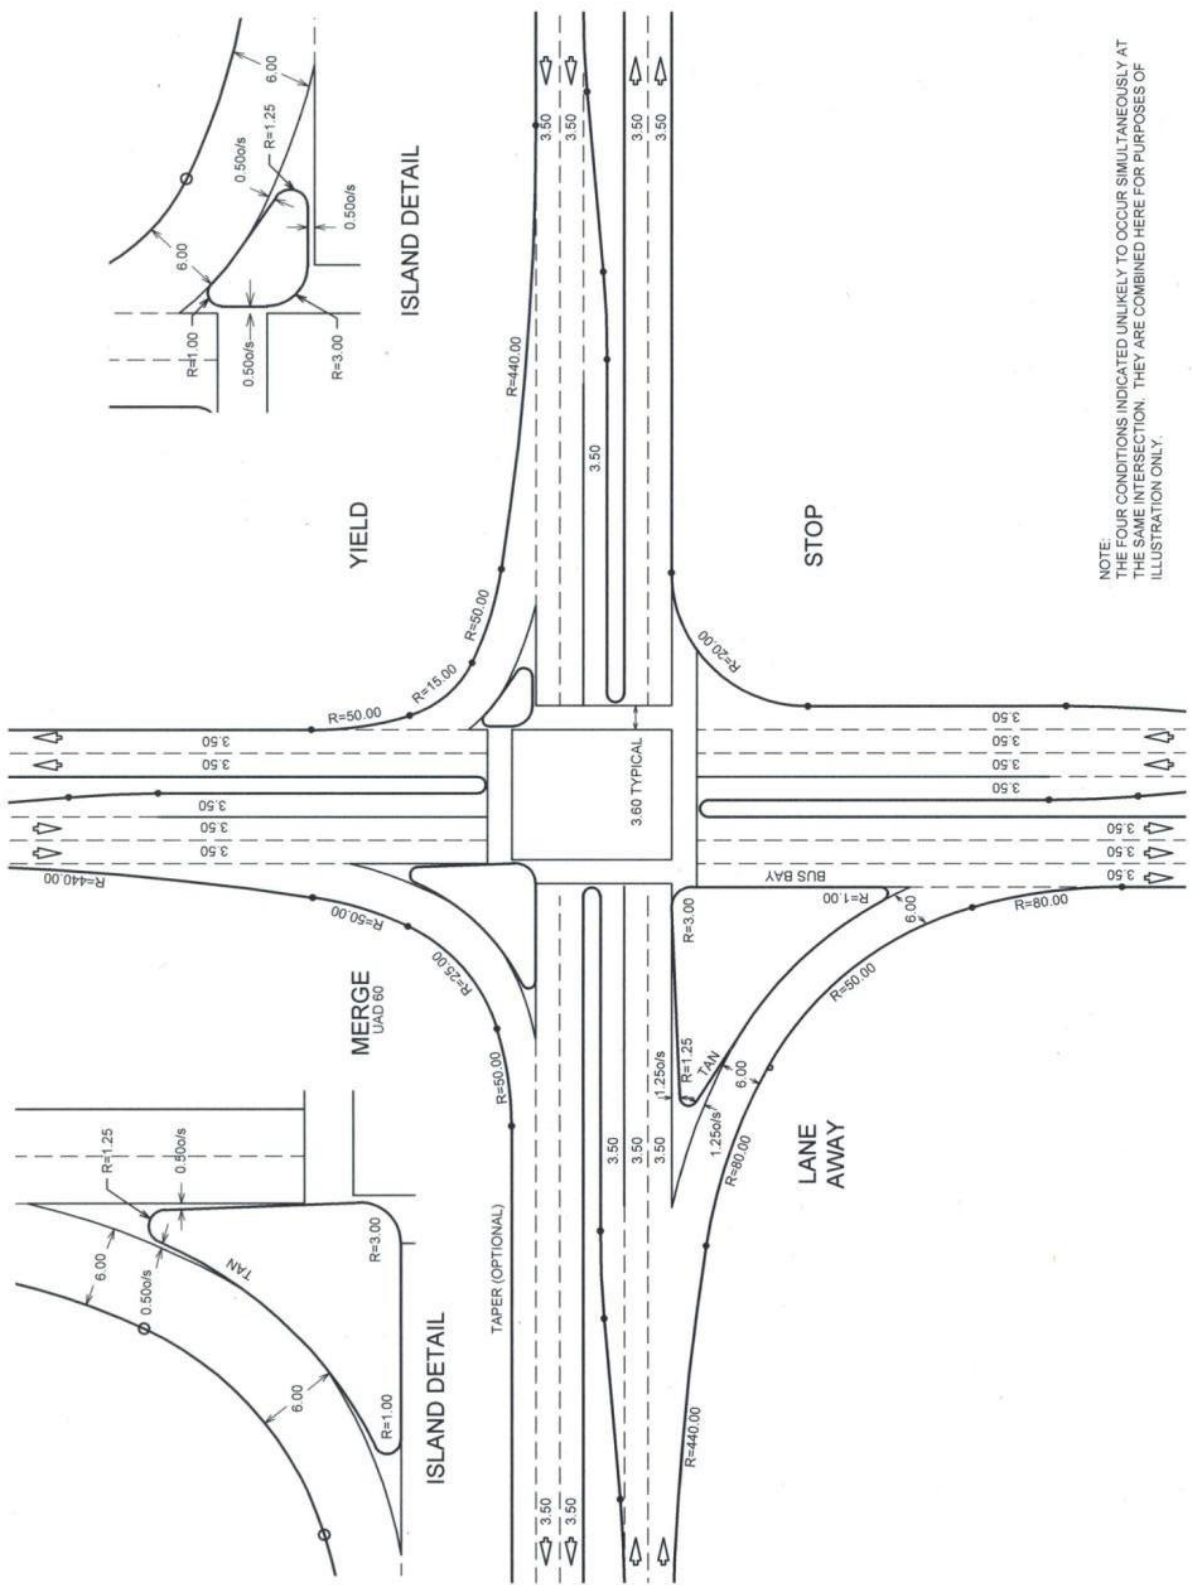 6.00
R=1.25
0.50o/s
0.50o/s
6.00
R=1.00
0.50o/s
R=3.00
ISLAND DETAIL
YIELD
R=440.00
R=50.00
R=15.00
R=50.00
3.50
3.50
3.50
3.50
3.50
3.50
3.50
3.50
3.50
3.50
3.60 TYPICAL
STOP
R=20.00
3.50
3.50
3.50
3.50
3.50
BUS BAY
R=440.00
R=50.00
R=25.00
R=50.00
MERGE
UAD 60
R=1.25
0.50o/s
6.00
0.50o/s
TAN
R=3.00
6.00
R=1.00
ISLAND DETAIL
TAPER (OPTIONAL)
R=3.00
R=1.00
6.00
R=80.00
R=50.00
1.25o/s
R=1.25
TAN
6.00
1.25o/s
R=80.00
3.50
3.50
3.50
LANE
AWAY
R=440.00
3.50
3.50
NOTE:
THE FOUR CONDITIONS INDICATED UNLIKELY TO OCCUR SIMULTANEOUSLY AT
THE SAME INTERSECTION. THEY ARE COMBINED HERE FOR PURPOSES OF
ILLUSTRATION ONLY.